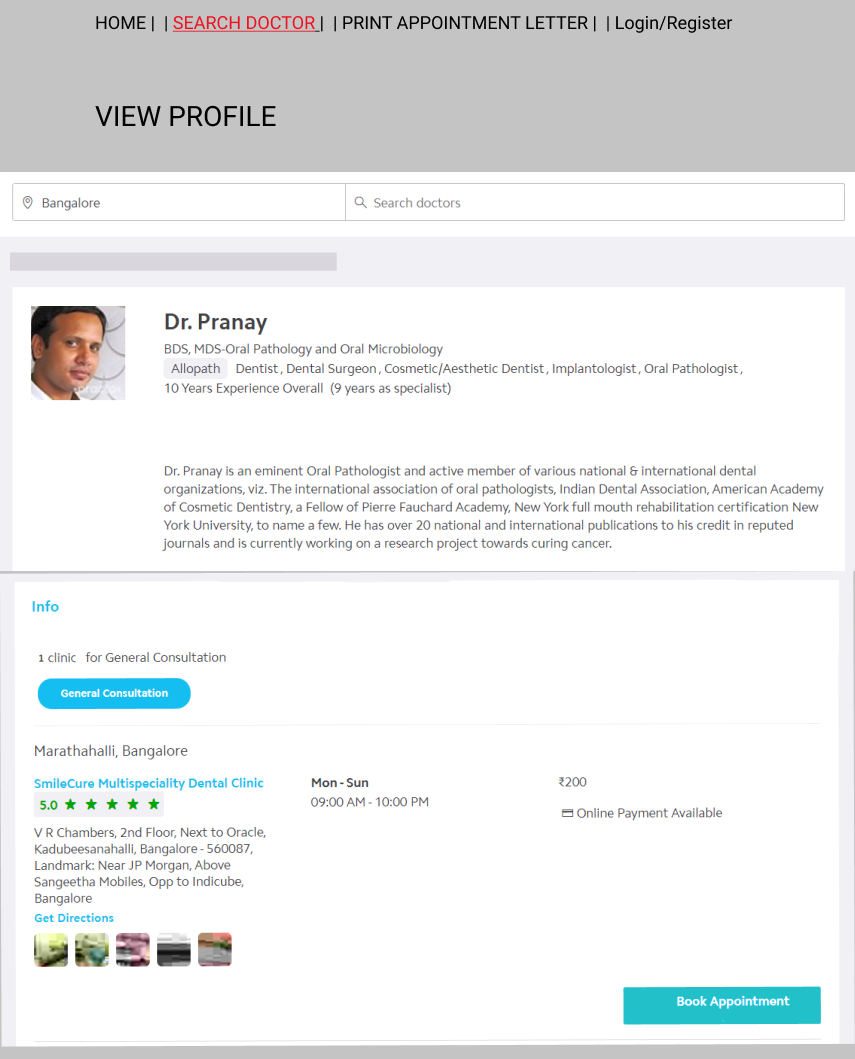 HOME | | SEARCH DOCTOR | | PRINT APPOINTMENT LETTER | | Login/Register
VIEW PROFILE
Bangalore
Search doctors
Dr. Pranay
BDS, MDS-Oral Pathology and Oral Microbiology
Allopath Dentist , Dental Surgeon , Cosmetic/Aesthetic Dentist , Implantologist , Oral Pathologist ,
10 Years Experience Overall (9 years as specialist)
Dr. Pranay is an eminent Oral Pathologist and active member of various national & international dental
organizations, viz. The international association of oral pathologists, Indian Dental Association, American Academy
of Cosmetic Dentistry, a Fellow of Pierre Fauchard Academy, New York full mouth rehabilitation certification New
York University, to name a few. He has over 20 national and international publications to his credit in reputed
journals and is currently working on a research project towards curing cancer.
Info
1 clinic for General Consultation
General Consultation
Marathahalli, Bangalore
SmileCure Multispeciality Dental Clinic
5.0
V R Chambers, 2nd Floor, Next to Oracle,
Kadubeesanahalli, Bangalore - 560087,
Landmark: Near JP Morgan, Above
Sangeetha Mobiles, Opp to Indicube,
Bangalore
Get Directions
Mon - Sun
09:00 AM - 10:00 PM
₹200
Online Payment Available
Book Appointment